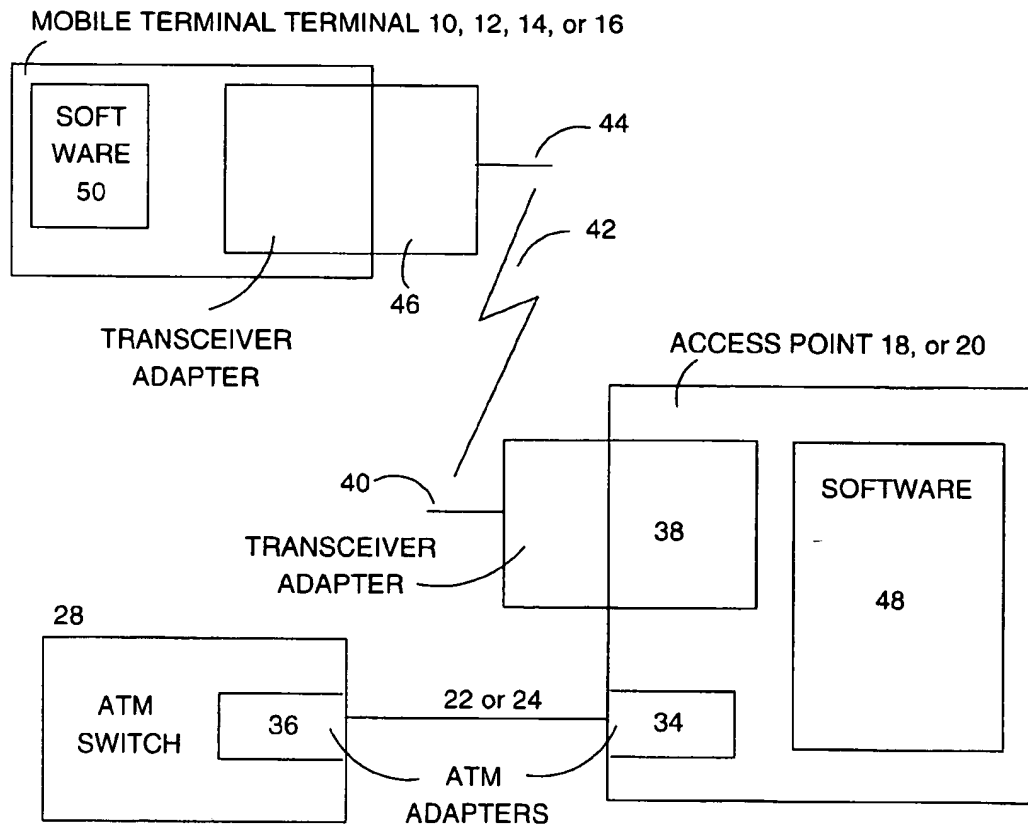 MOBILE TERMINAL TERMINAL 10, 12, 14, or 16
SOFT
WARE
50
44
42
46
TRANSCEIVER
ADAPTER
ACCESS POINT 18, or 20
40
SOFTWARE
38
TRANSCEIVER
ADAPTER
48
28
22 or 24
ATM
SWITCH
36
34
ATM
ADAPTERS